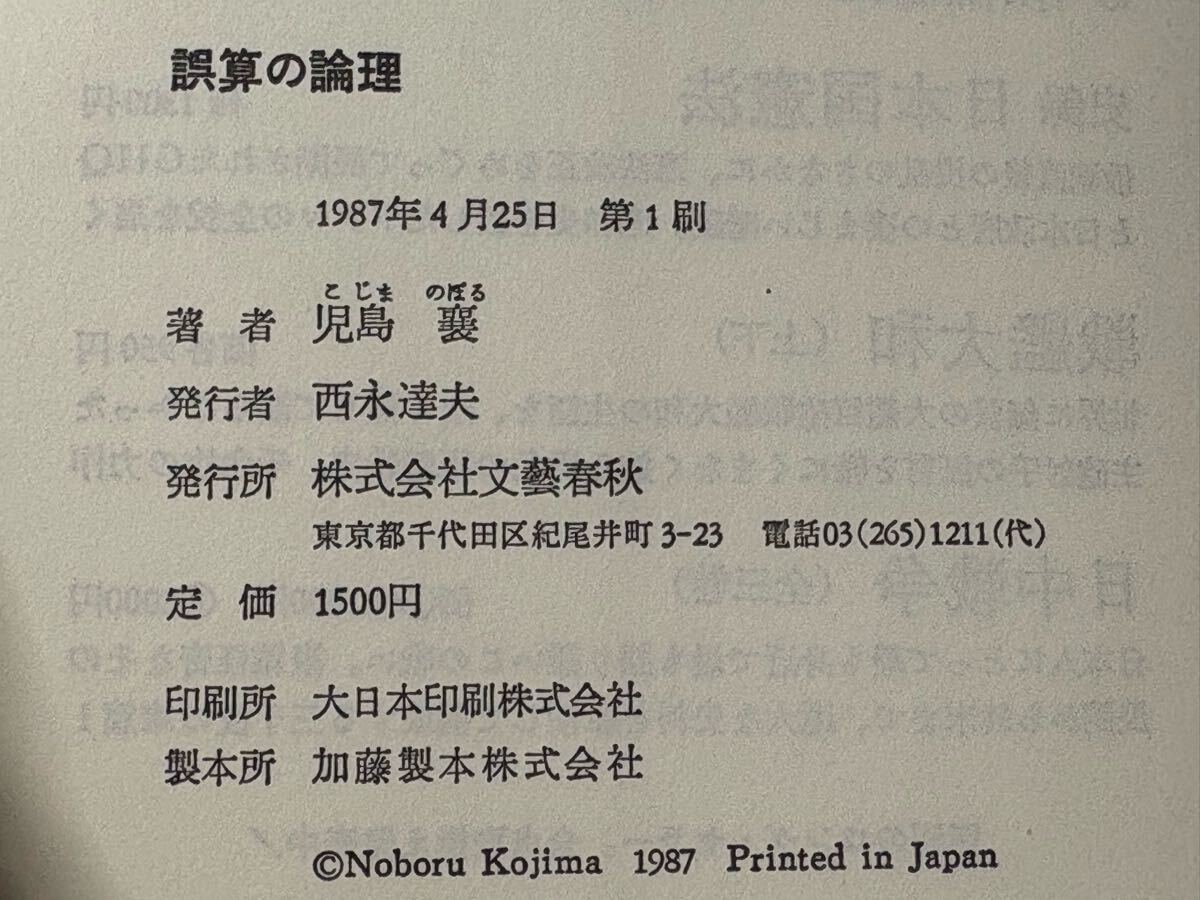 誤算の論理
1987年4月25日 第1刷
こじま のぼる
著者 児島 襄
発行者 西永達夫
発行所 株式会社文藝春秋
東京都千代田区紀尾井町3-23 電話03(265)1211(代)
定価 1500円
印刷所 大日本印刷株式会社
製本所 加藤製本株式会社
©Noboru Kojima 1987 Printed in Japan